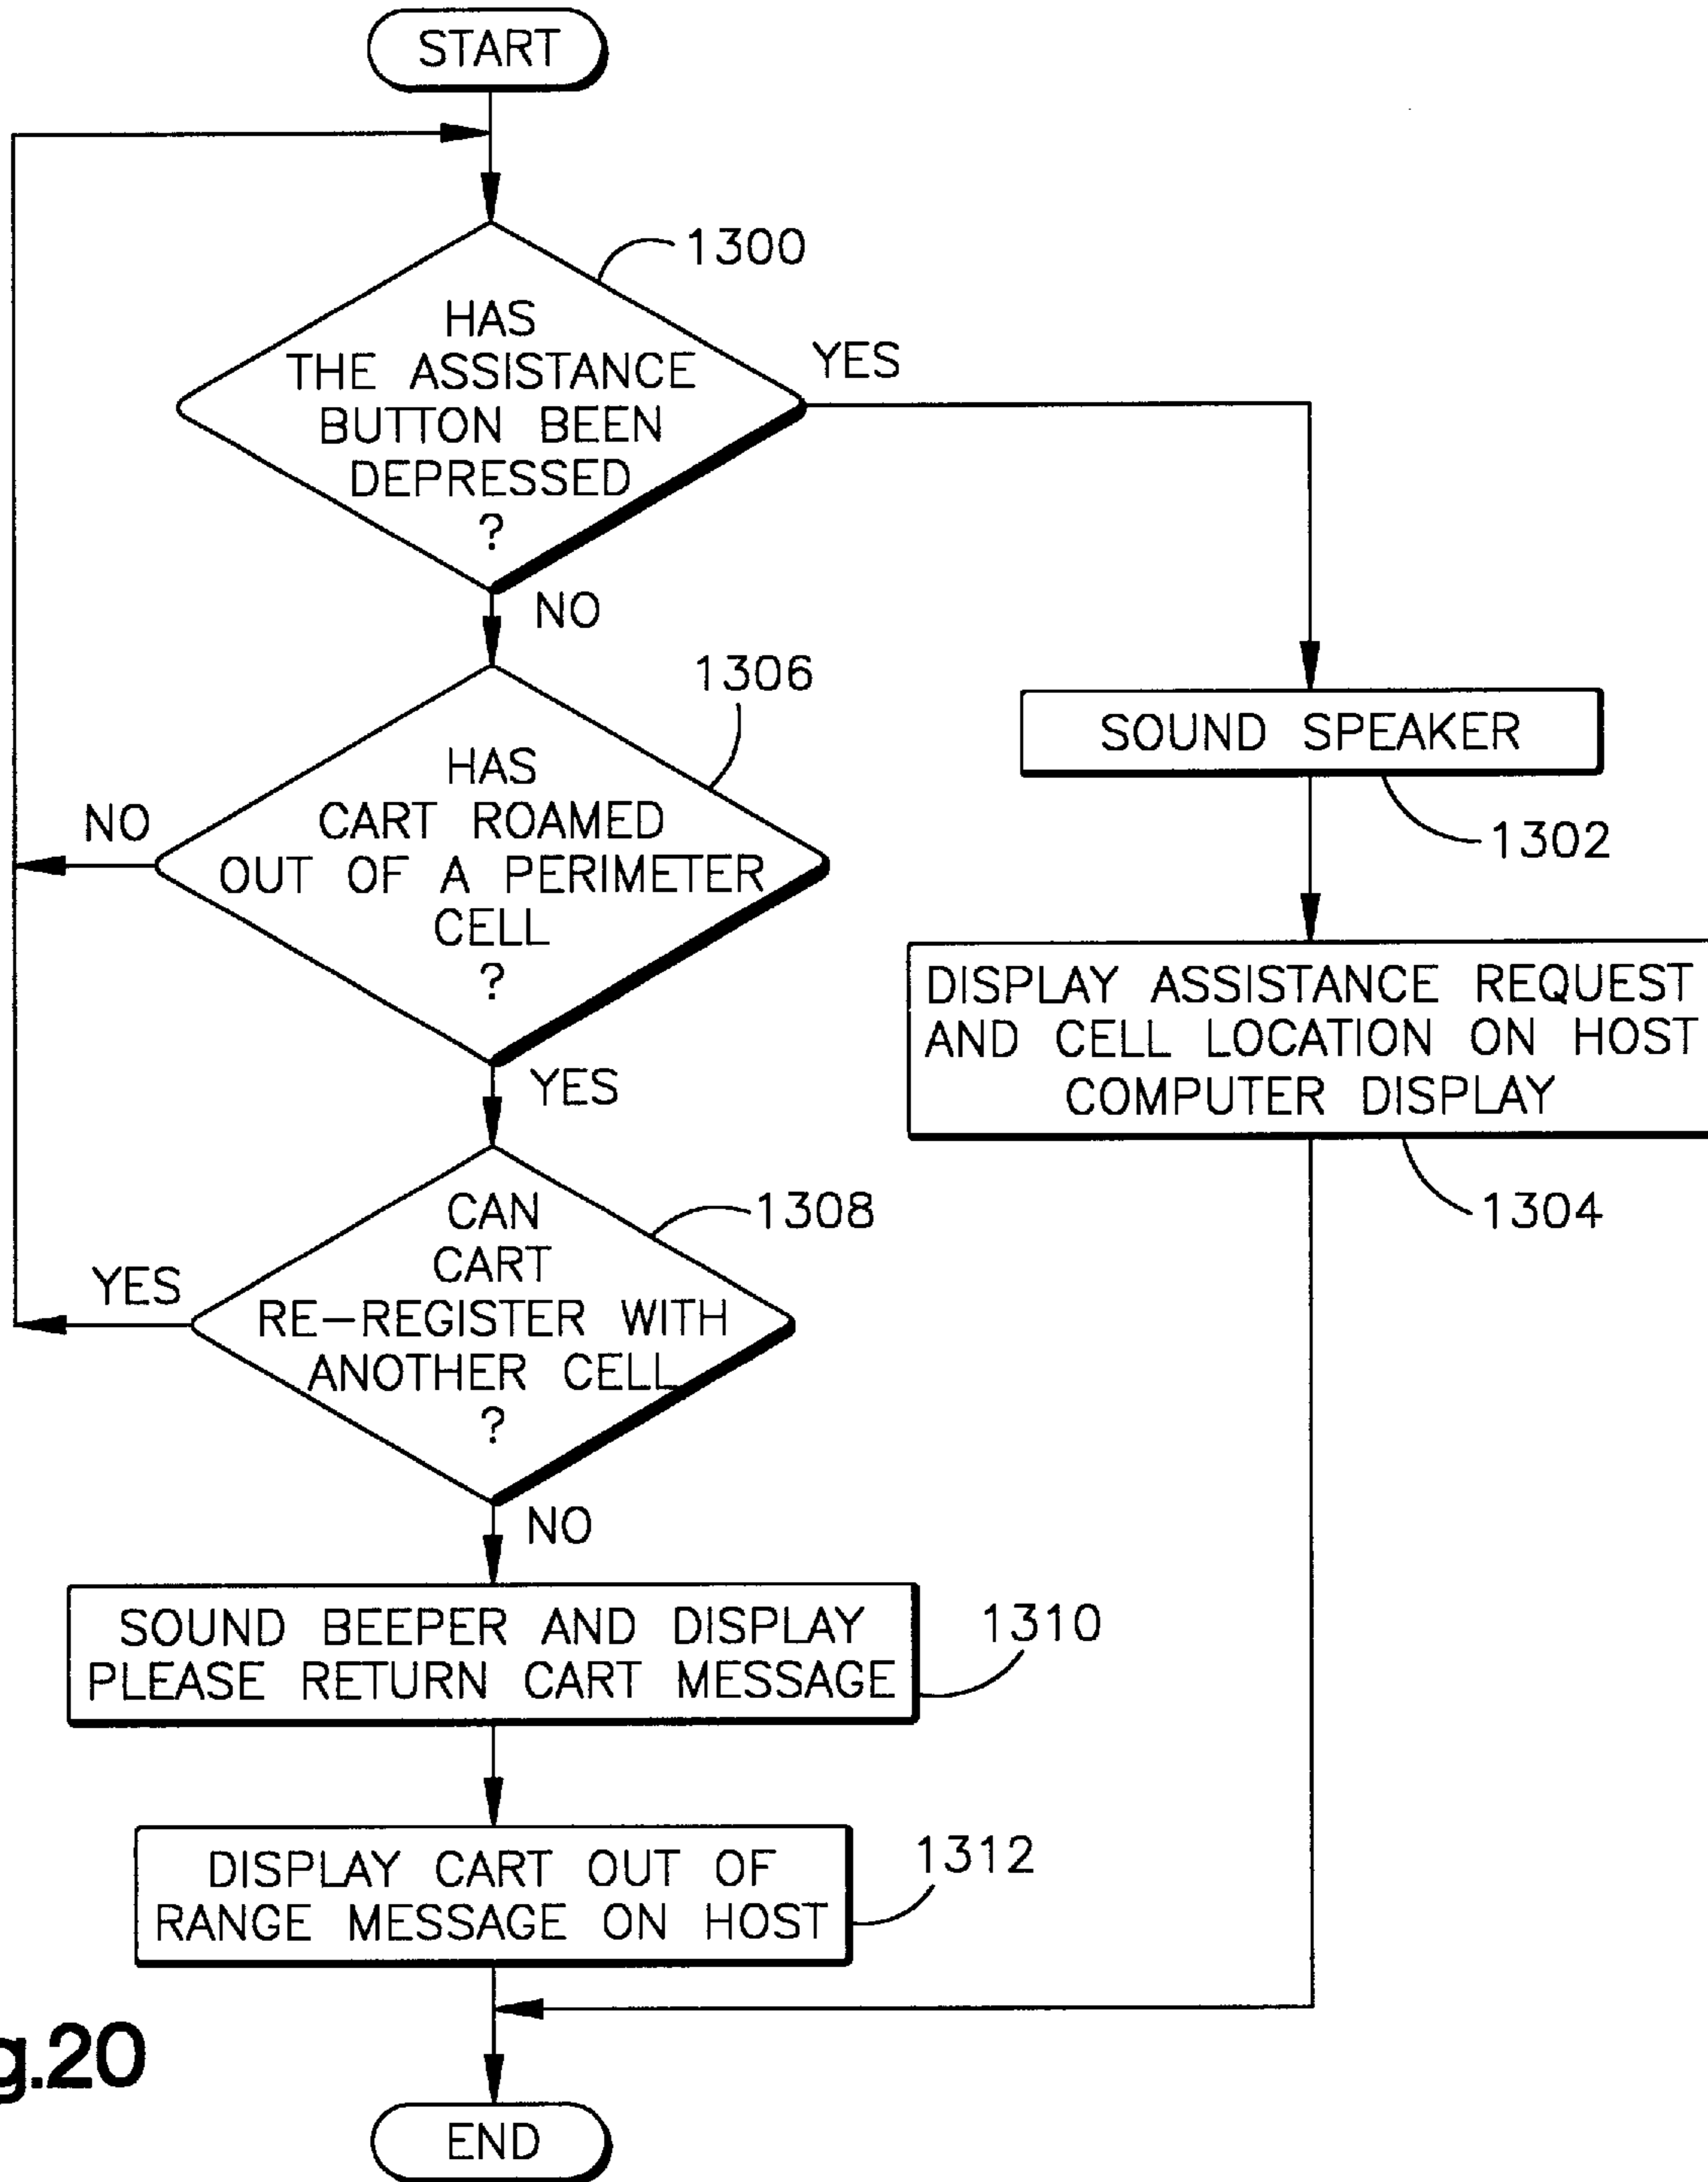 START
1300
HAS
THE ASSISTANCE
BUTTON BEEN
DEPRESSED
?
YES
NO
1306
HAS
CART ROAMED
OUT OF A PERIMETER
CELL
?
NO
YES
SOUND SPEAKER
1302
DISPLAY ASSISTANCE REQUEST
AND CELL LOCATION ON HOST
COMPUTER DISPLAY
1304
CAN
CART
RE-REGISTER WITH
ANOTHER CELL
?
1308
YES
NO
SOUND BEEPER AND DISPLAY
PLEASE RETURN CART MESSAGE
1310
DISPLAY CART OUT OF
RANGE MESSAGE ON HOST
1312
g.20
END